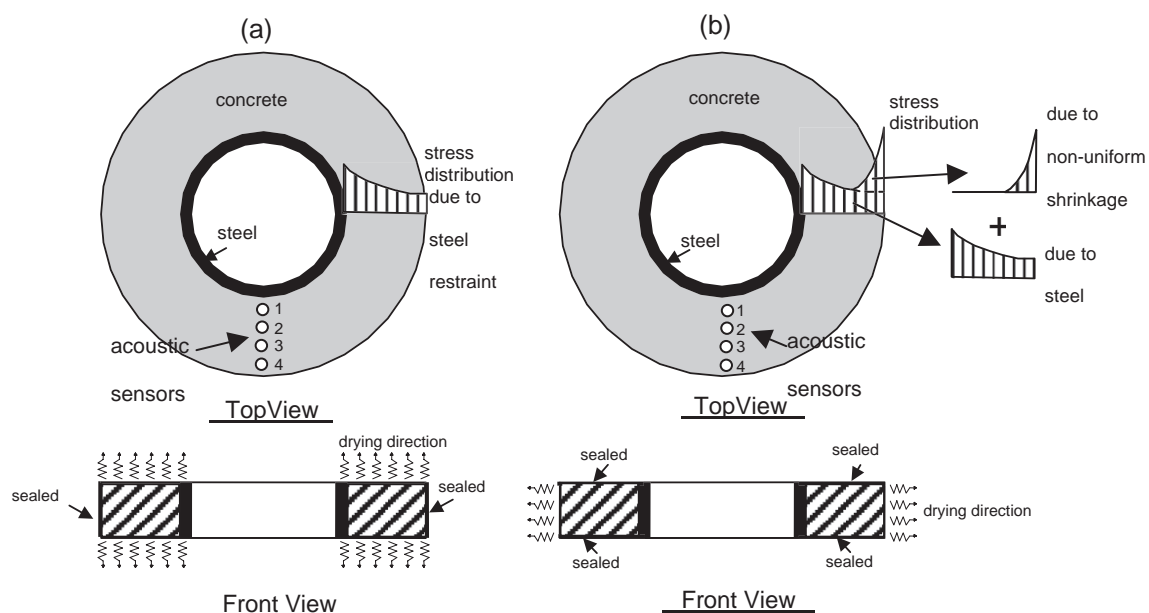 (a)
concrete
stress
distribution
due to
steel
restraint
steel
1
2
3
4
acoustic
sensors
TopView
drying direction
sealed
sealed
Front View
(b)
concrete
stress
distribution
due to
non-uniform
shrinkage
+
due to
steel
steel
1
2
3
4
acoustic
sensors
TopView
sealed
sealed
drying direction
sealed
sealed
Front View